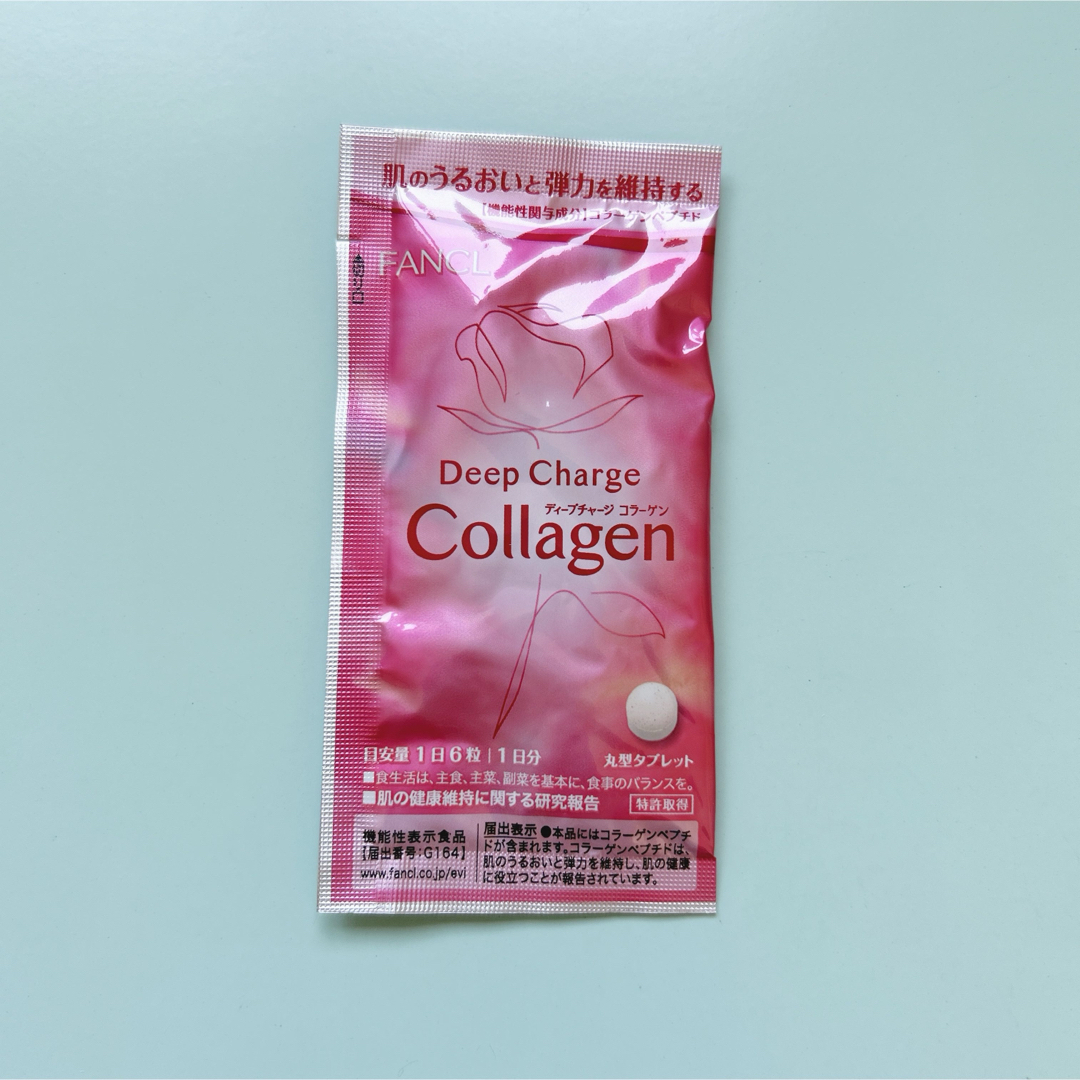 肌のうるおいと弾力を維持する
【機能性関与成分】コラーゲンペプチド
FANCL
Deep Charge
ディープチャージ コラーゲン
Collagen
目安量 1日6粒 | 1日分
丸型タブレット
■食生活は、主食、主菜、副菜を基本に、食事のバランスを。
■肌の健康維持に関する研究報告
特許取得
機能性表示食品
【届出番号:G164】
www.fancl.co.jp/evi
届出表示 ●本品にはコラーゲンペプチ
ドが含まれます。コラーゲンペプチドは、
肌のうるおいと弾力を維持し、肌の健康
に役立つことが報告されています。